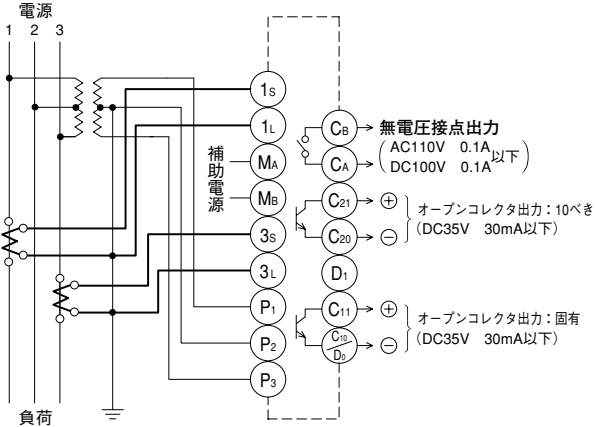 電源
1 2 3
1S
1L
MA
MB
補助電源
3S
3L
P1
P2
P3
CB
CA
無電圧接点出力
AC110V 0.1A
DC100V 0.1A
以下
C21
C20
オープンコレクタ出力：10べき
(DC35V 30mA以下)
D1
C11
C10
D0
オープンコレクタ出力：固有
(DC35V 30mA以下)
負荷